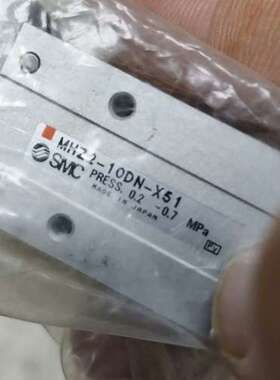 MHZ2-10DN-X51
SMC PRESS. 0.2 -0.7 MPa
MADE IN JAPAN